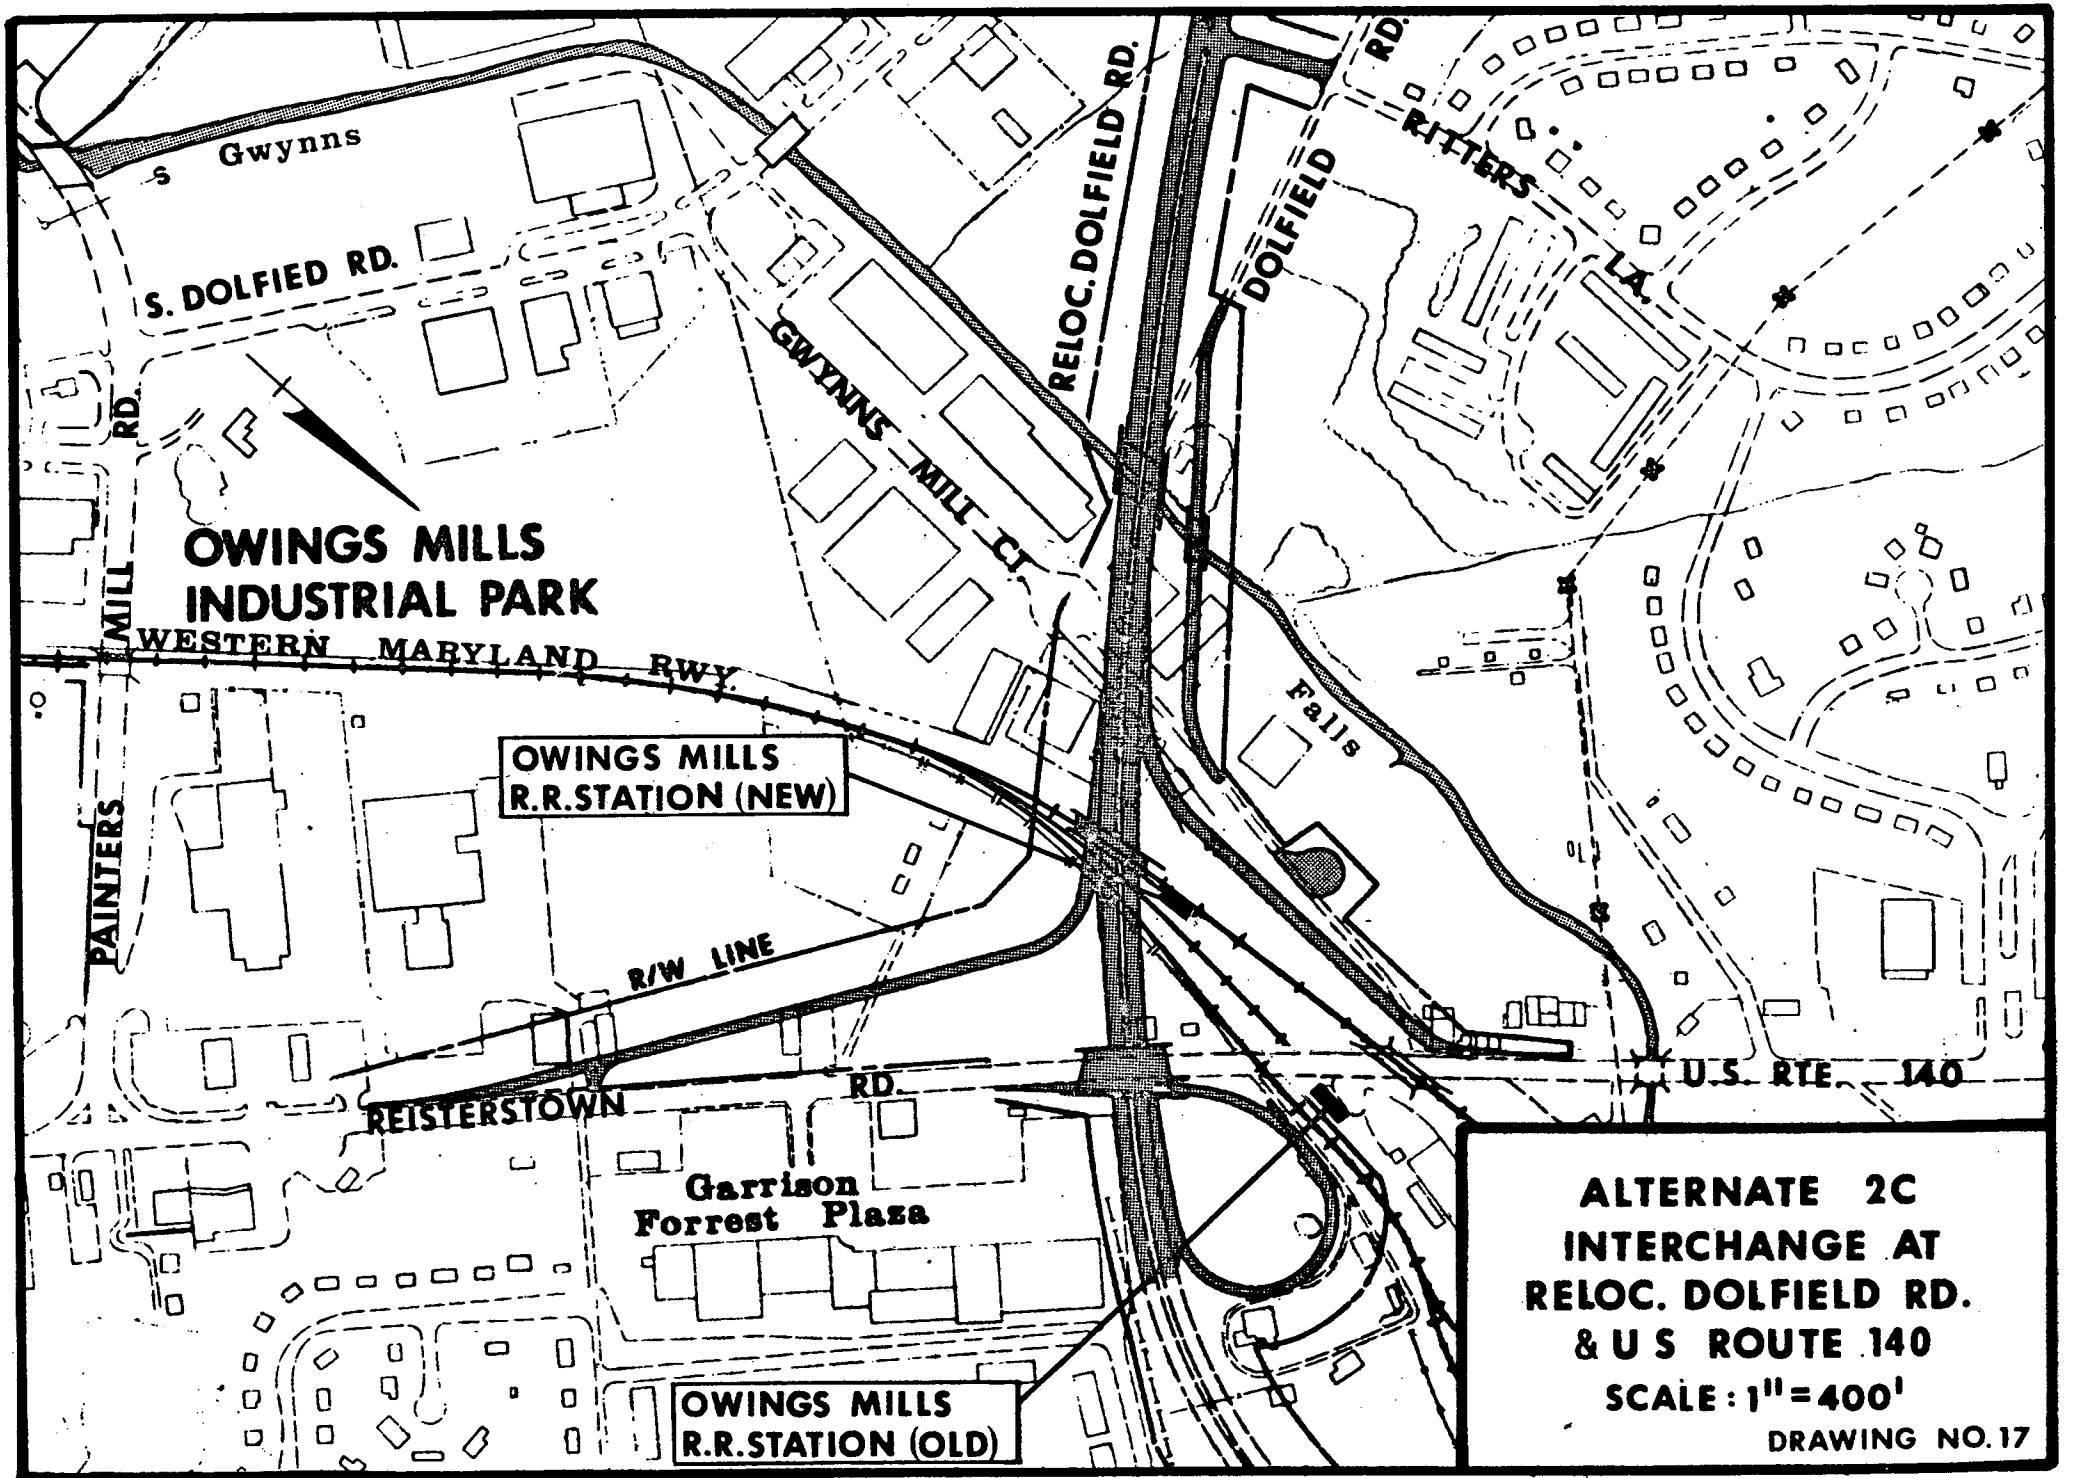 RD.
RELOC. DOLFIELD RD.
S Gwynns
RITTERS
LA.
DOLFIELD
S. DOLFIED RD.
GWYNNS MILL CT
RD.
OWINGS MILLS
INDUSTRIAL PARK
MILL
WESTERN MARYLAND RWY.
Falls
OWINGS MILLS
R.R.STATION (NEW)
PAINTERS
R/W LINE
U.S. RTE. 140
REISTERSTOWN RD.
Garrison
Forrest Plaza
OWINGS MILLS
R.R.STATION (OLD)
ALTERNATE 2C
INTERCHANGE AT
RELOC. DOLFIELD RD.
& U S ROUTE 140
SCALE : 1"=400'
DRAWING NO. 17